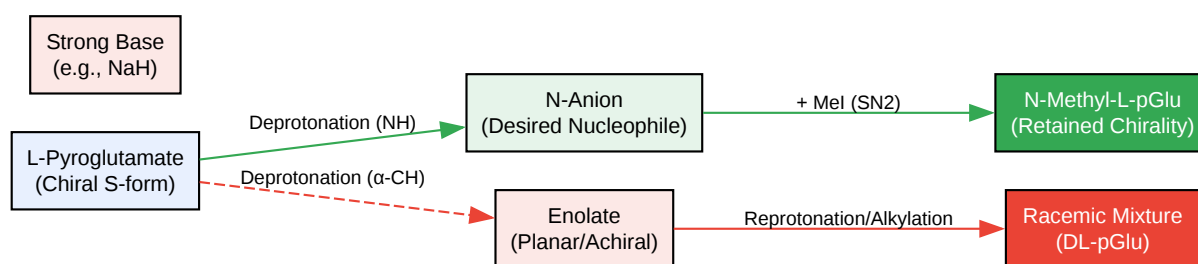 Strong Base
(e.g., NaH)
L-Pyroglutamate
(Chiral S-form)
Deprotonation (NH)
Deprotonation (α-CH)
N-Anion
(Desired Nucleophile)
Enolate
(Planar/Achiral)
+ MeI (SN2)
Reprotonation/Alkylation
N-Methyl-L-pGlu
(Retained Chirality)
Racemic Mixture
(DL-pGlu)